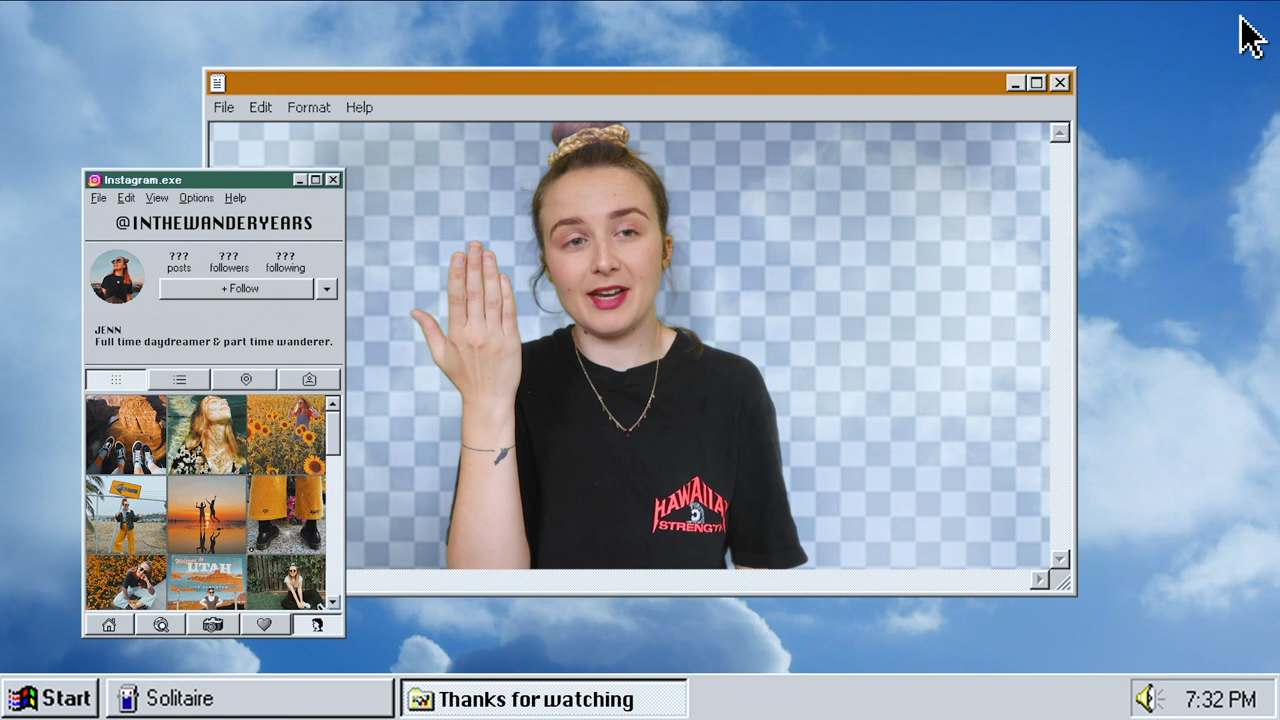 File Edit Format Help
Instagram.exe
File Edit View Options Help
@INTHEWANDERYEARS
??? ??? ???
posts followers following
+ Follow
JENN
Full time daydreamer & part time wanderer.
UTAH
HAWAIIAN
STRENGTH
Start Solitaire Thanks for watching 7:32 PM